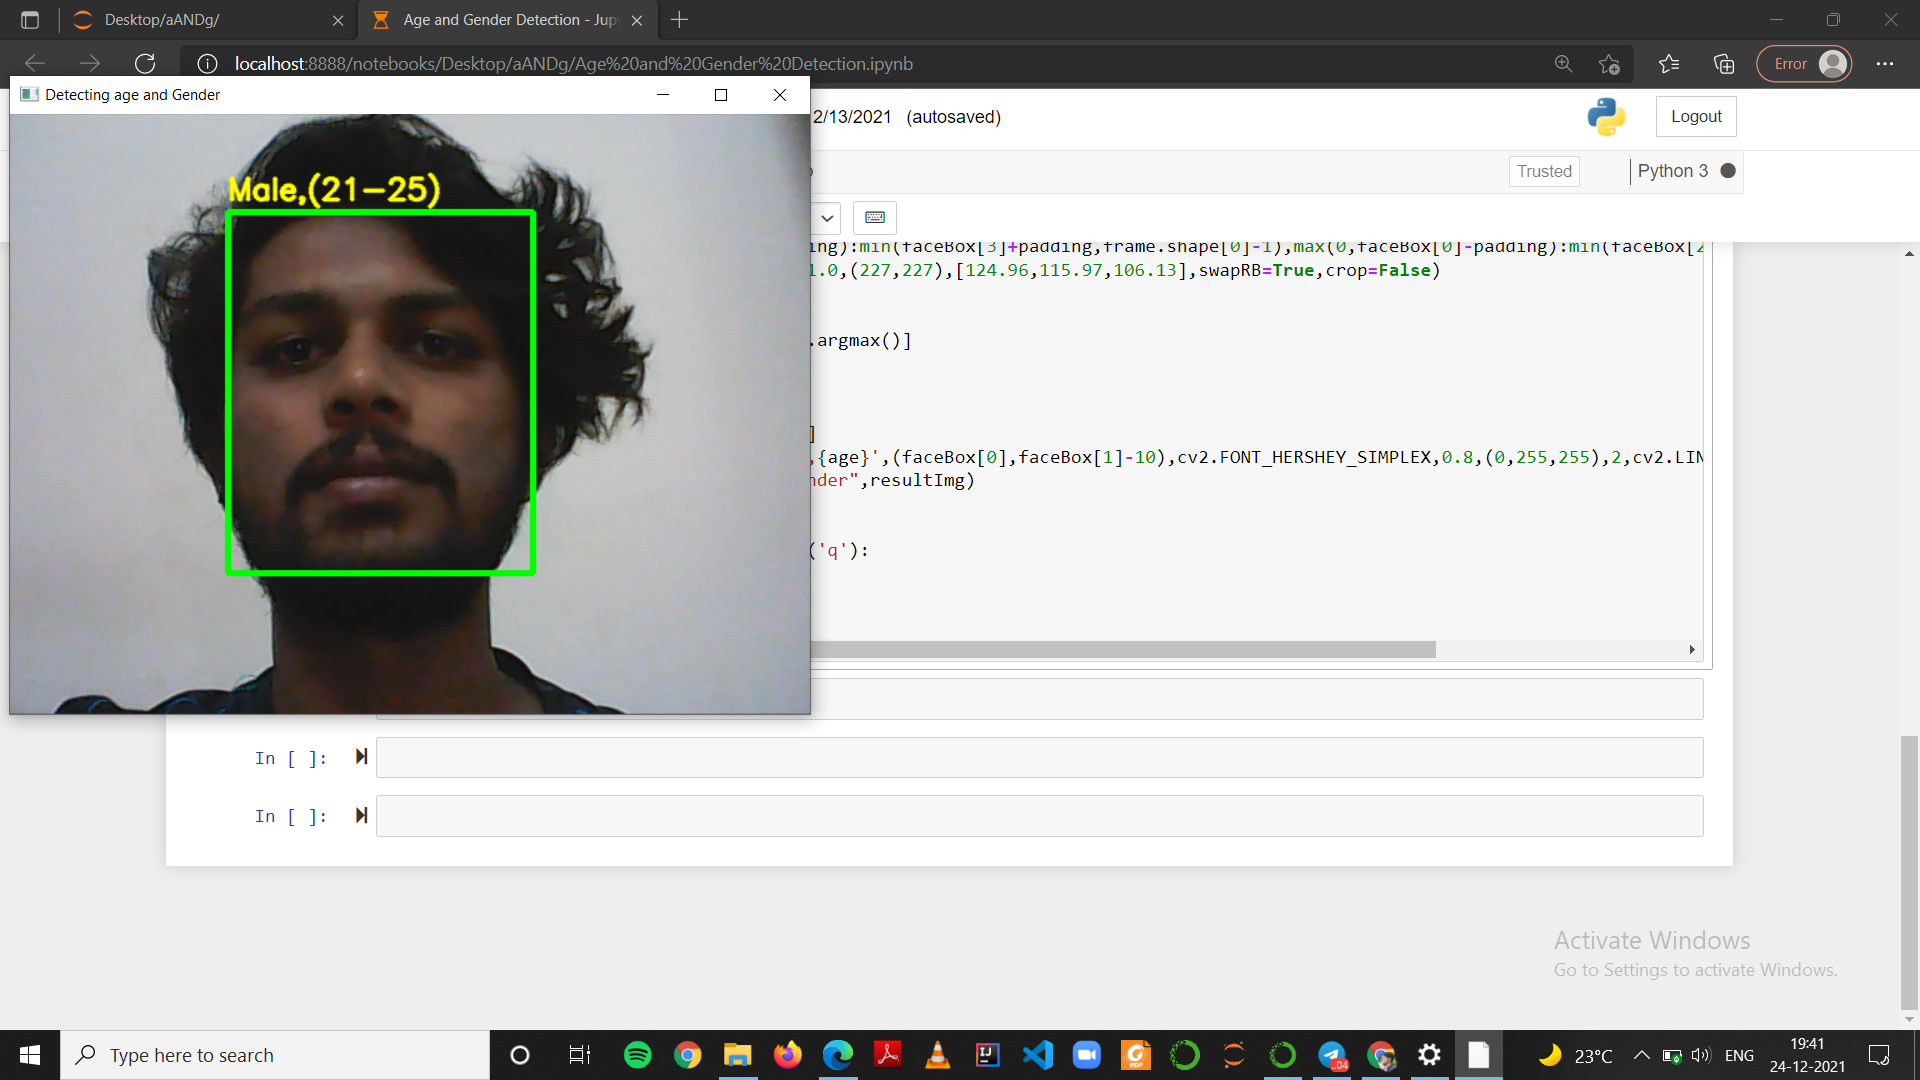 Desktop/aANDg/
Age and Gender Detection - Jup
localhost:8888/notebooks/Desktop/aANDg/Age%20and%20Gender%20Detection.ipynb
Error
Detecting age and Gender
2/13/2021 (autosaved)
Logout
Trusted
Python 3
Male,(21-25)
ing):min(faceBox[3]+padding,frame.shape[0]-1),max(0,faceBox[0]-padding):min(faceBox[2
1.0,(227,227),[124.96,115.97,106.13],swapRB=True,crop=False)
.argmax()]
]
,{age}',(faceBox[0],faceBox[1]-10),cv2.FONT_HERSHEY_SIMPLEX,0.8,(0,255,255),2,cv2.LIN
nder",resultImg)
('q'):
In [ ]:
In [ ]:
Activate Windows
Go to Settings to activate Windows.
Type here to search
IJ
PDF
04
23°C
ENG
19:41
24-12-2021